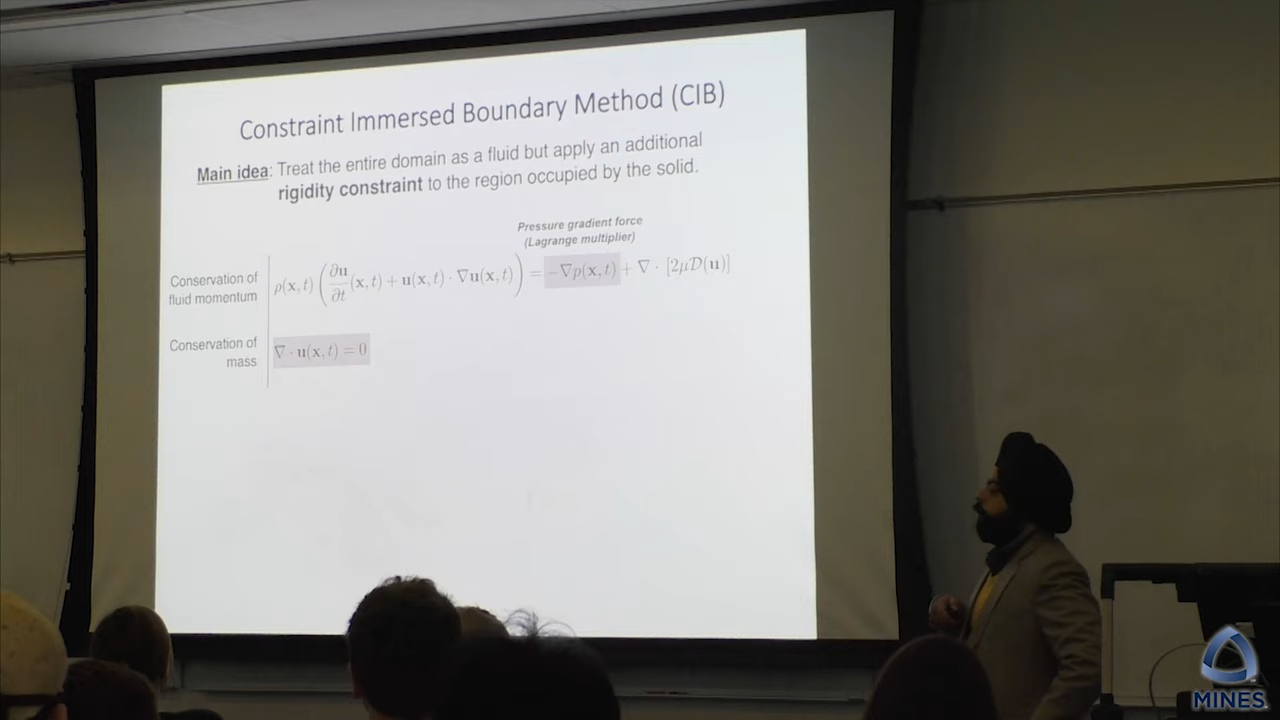 Constraint Immersed Boundary Method (CIB)
Main idea: Treat the entire domain as a fluid but apply an additional
rigidity constraint to the region occupied by the solid.
Pressure gradient force
(Lagrange multiplier)
Conservation of
fluid momentum
ρ(x, t) (∂u/∂t (x, t) + u(x, t) · ∇u(x, t)) = −∇p(x, t) + ∇ · [2μD(u)]
Conservation of
mass
∇ · u(x, t) = 0
MINES